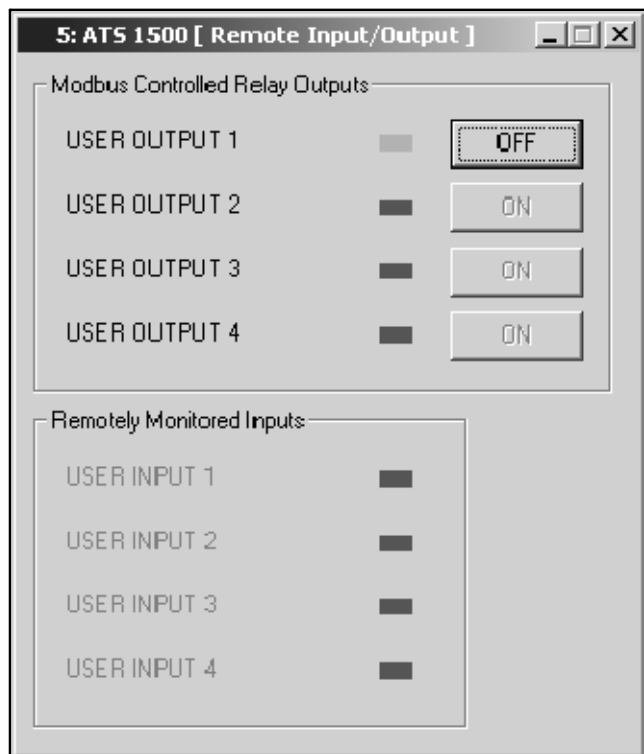 5: ATS 1500 [ Remote Input/Output ]
Modbus Controlled Relay Outputs
USER OUTPUT 1 OFF
USER OUTPUT 2 ON
USER OUTPUT 3 ON
USER OUTPUT 4 ON
Remotely Monitored Inputs
USER INPUT 1
USER INPUT 2
USER INPUT 3
USER INPUT 4